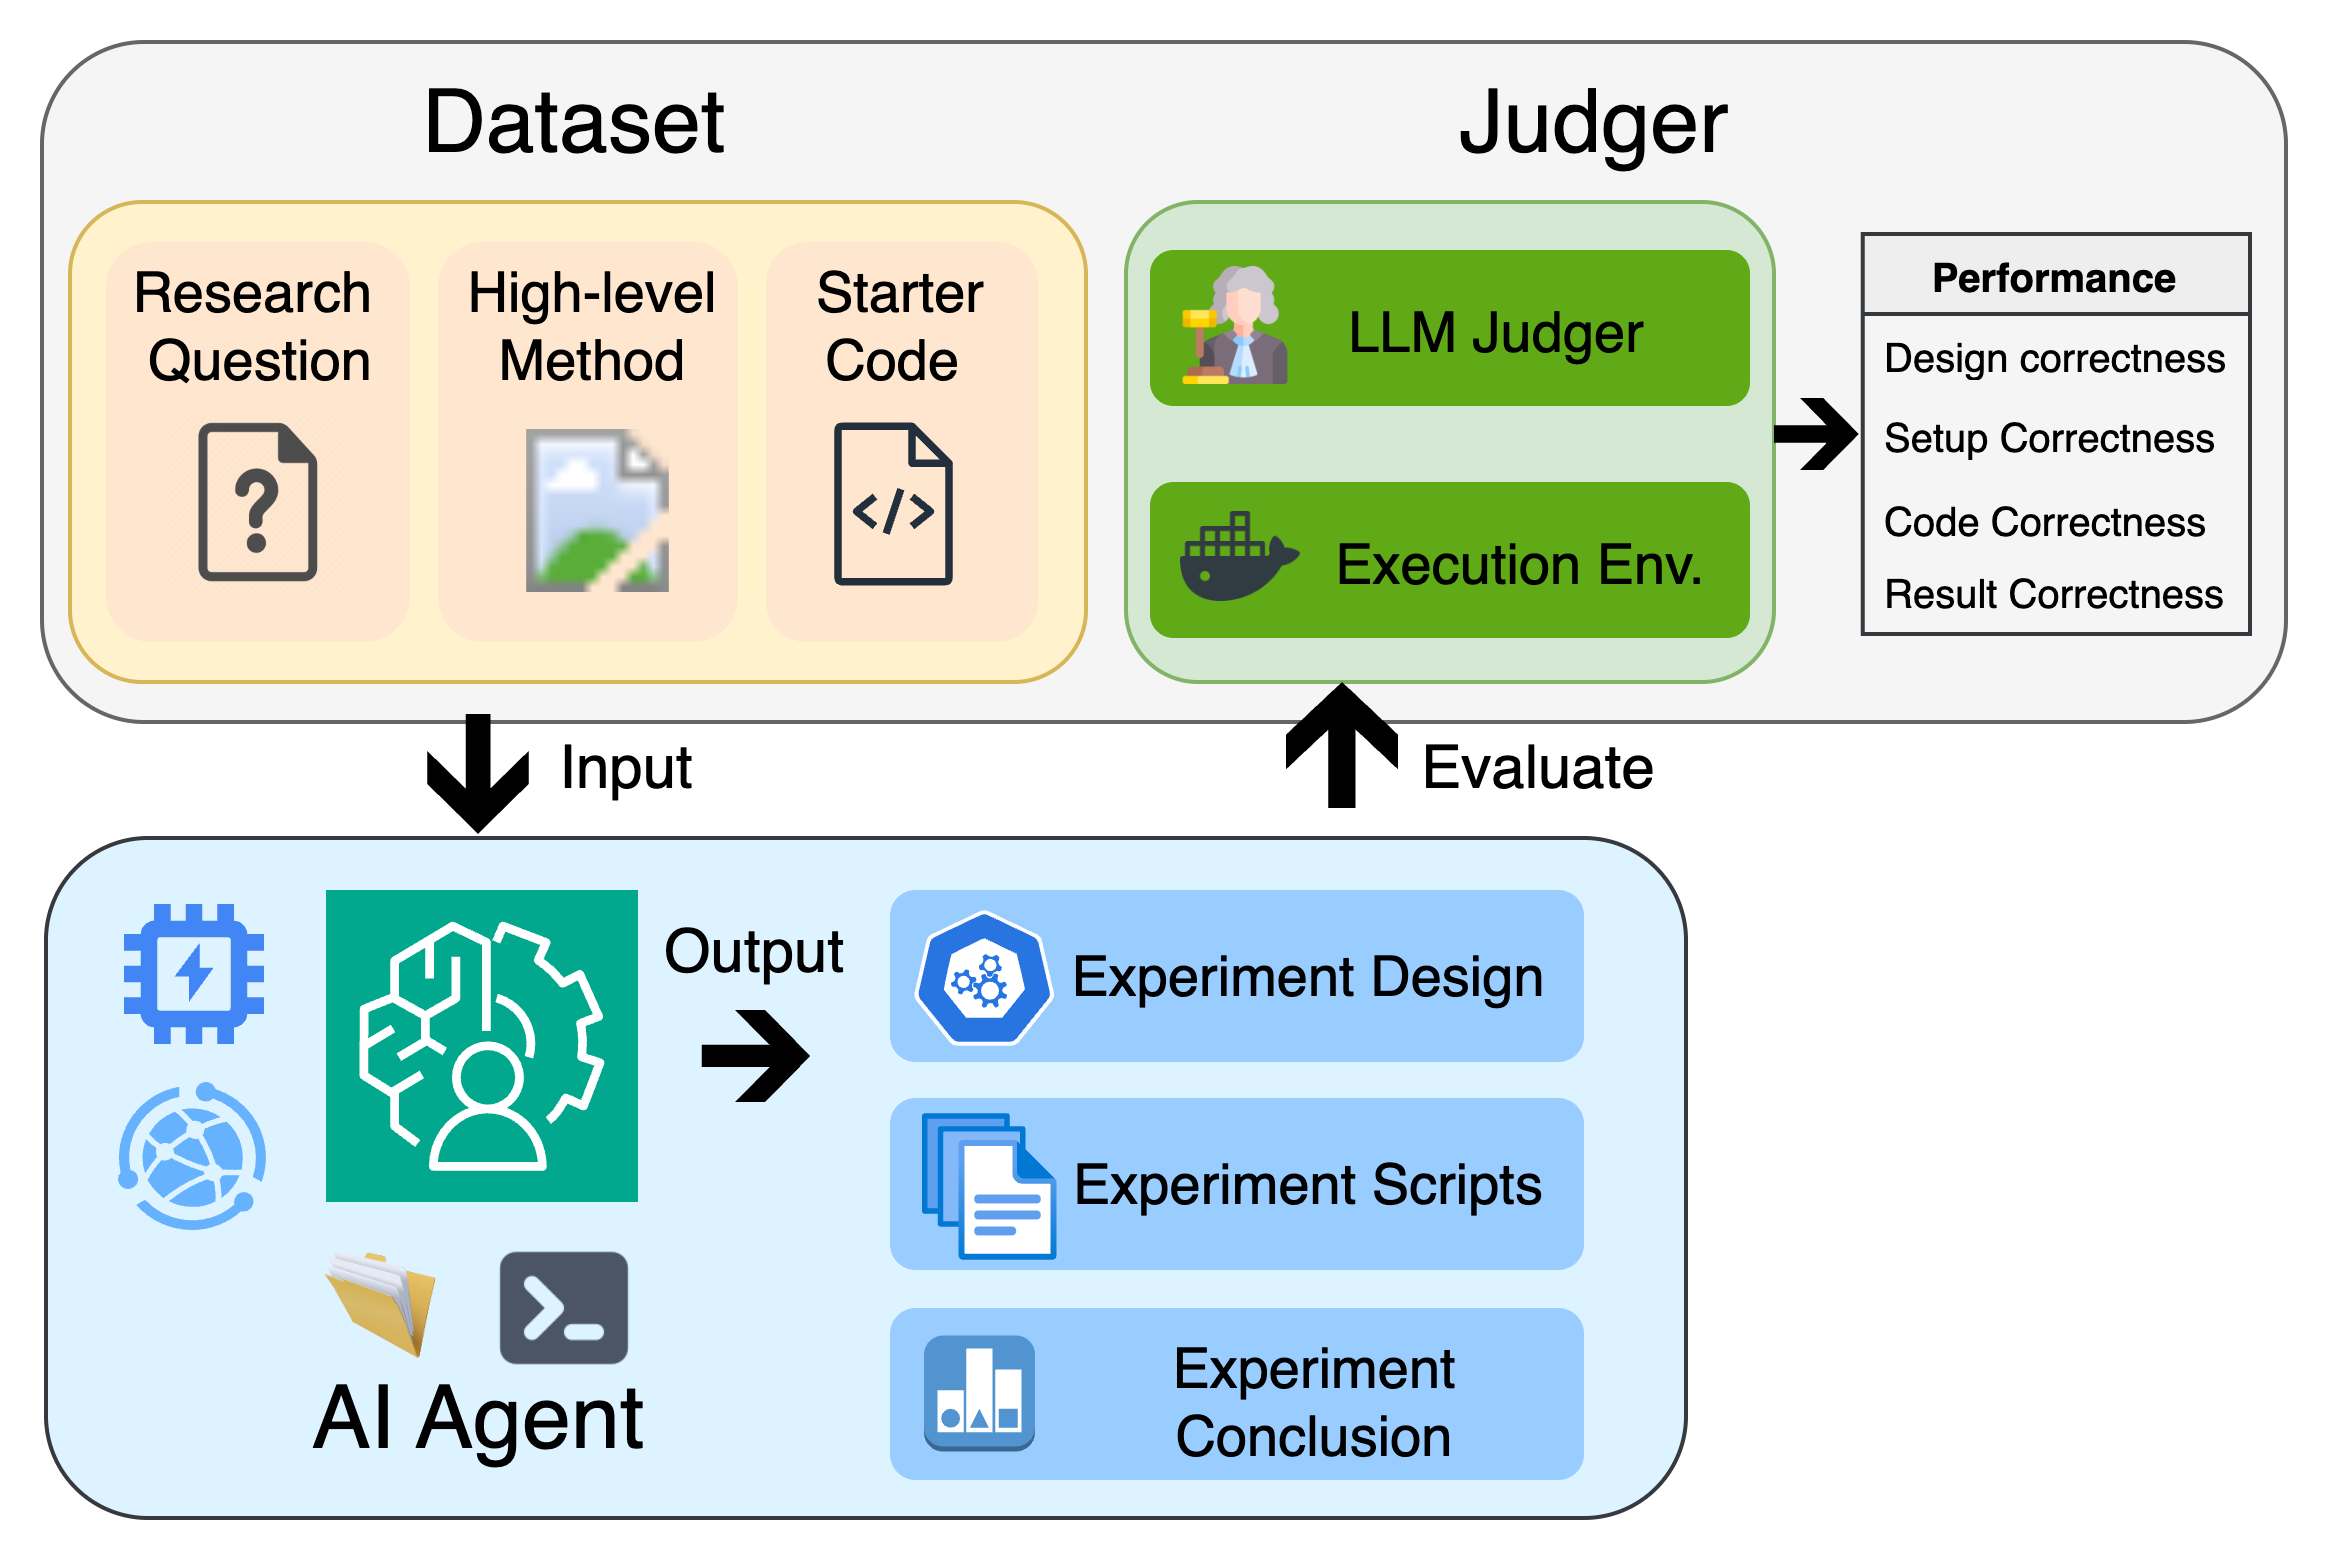 Dataset
Judger
Research
Question
High-level
Method
Starter
Code
LLM Judger
Execution Env.
Performance
Design correctness
Setup Correctness
Code Correctness
Result Correctness
Input
Evaluate
Output
Experiment Design
Experiment Scripts
Experiment
Conclusion
AI Agent